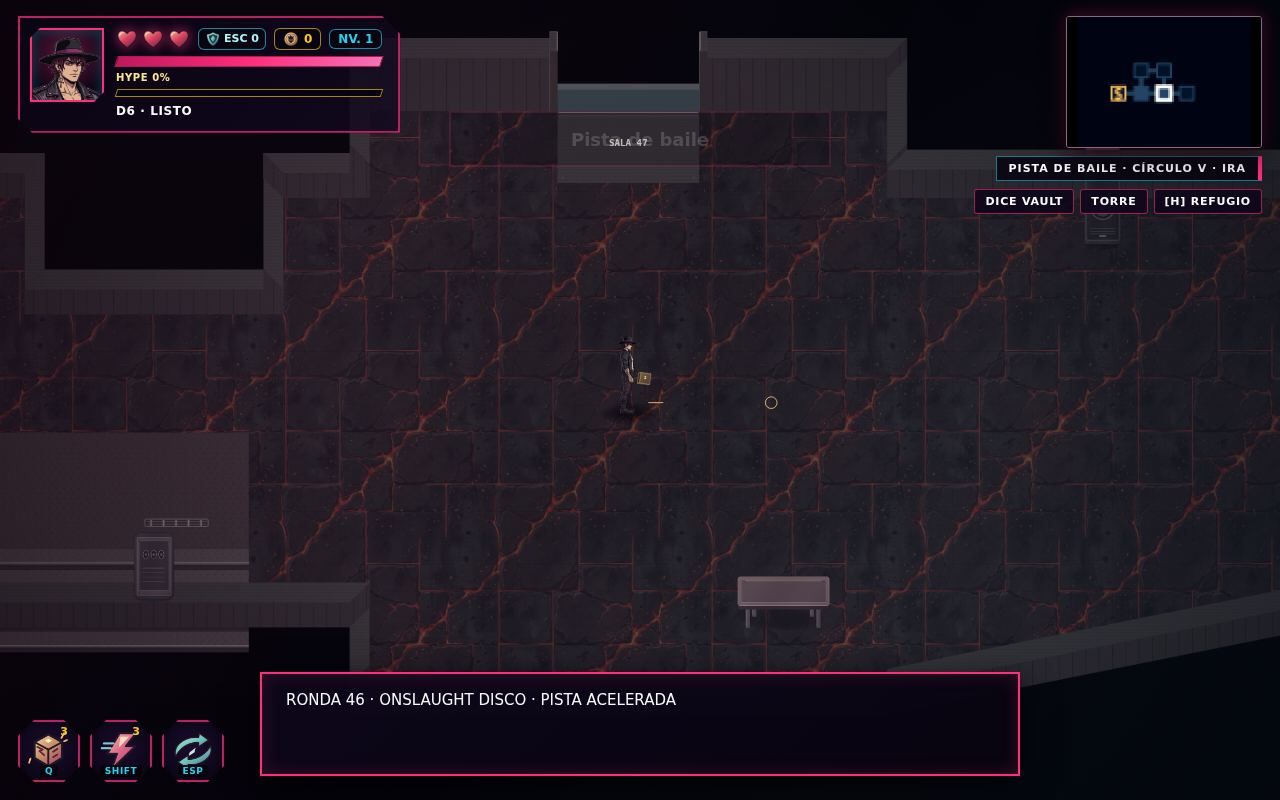 ESC 0
0
NV. 1
HYPE 0%
D6 · LISTO
Pista de baile
SALA 47
S
PISTA DE BAILE · CÍRCULO V · IRA
DICE VAULT
TORRE
[H] REFUGIO
RONDA 46 · ONSLAUGHT DISCO · PISTA ACELERADA
3
Q
3
SHIFT
ESP